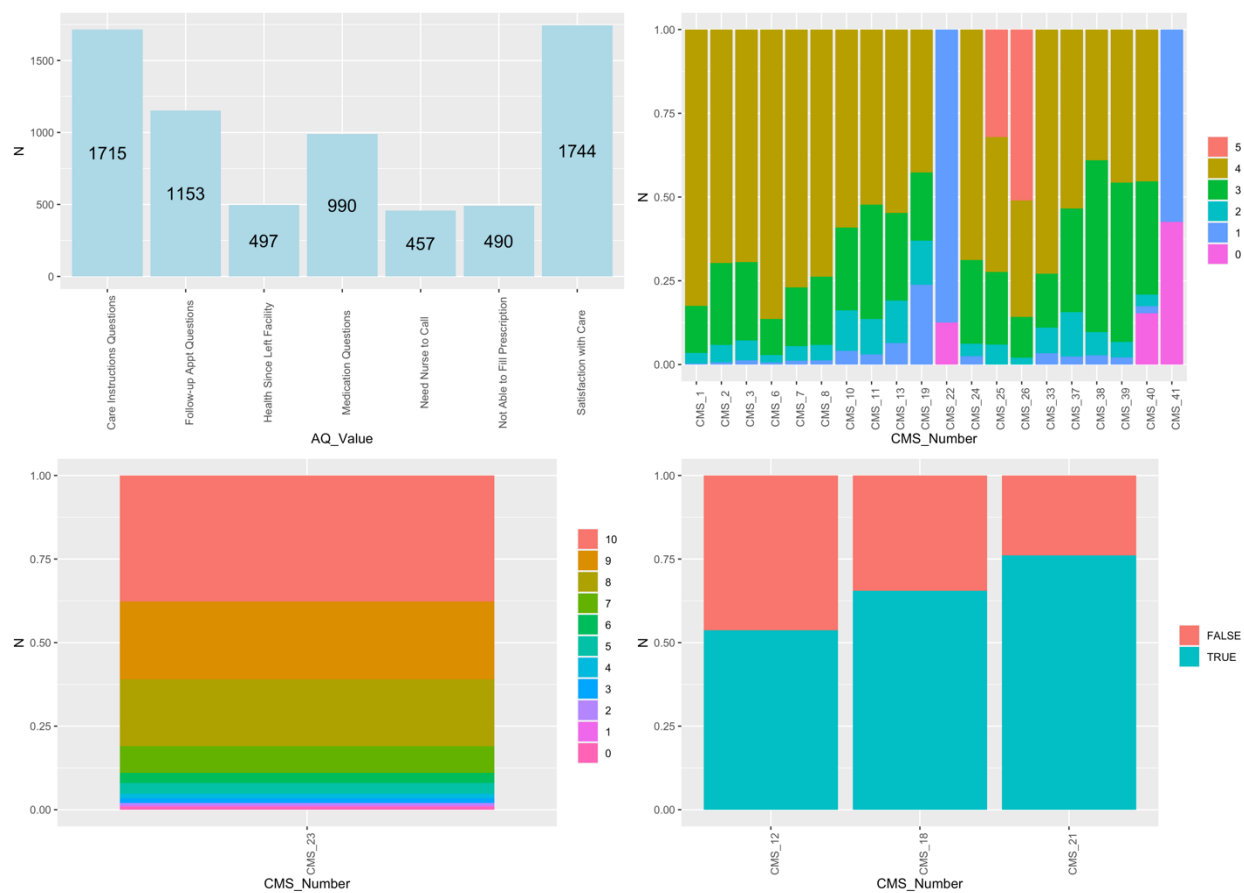 N
1500
1000
500
0
1715
1153
497
990
457
490
1744
Care Instructions Questions
Follow-up Appt Questions
Health Since Left Facility
Medication Questions
Need Nurse to Call
Not Able to Fill Prescription
Satisfaction with Care
AQ_Value
N
1.00
0.75
0.50
0.25
0.00
CMS_1
CMS_2
CMS_3
CMS_6
CMS_7
CMS_8
CMS_10
CMS_11
CMS_13
CMS_19
CMS_22
CMS_24
CMS_25
CMS_26
CMS_33
CMS_37
CMS_38
CMS_39
CMS_40
CMS_41
CMS_Number
5
4
3
2
1
0
N
1.00
0.75
0.50
0.25
0.00
CMS_23
CMS_Number
10
9
8
7
6
5
4
3
2
1
0
N
1.00
0.75
0.50
0.25
0.00
CMS_12
CMS_18
CMS_21
CMS_Number
FALSE
TRUE